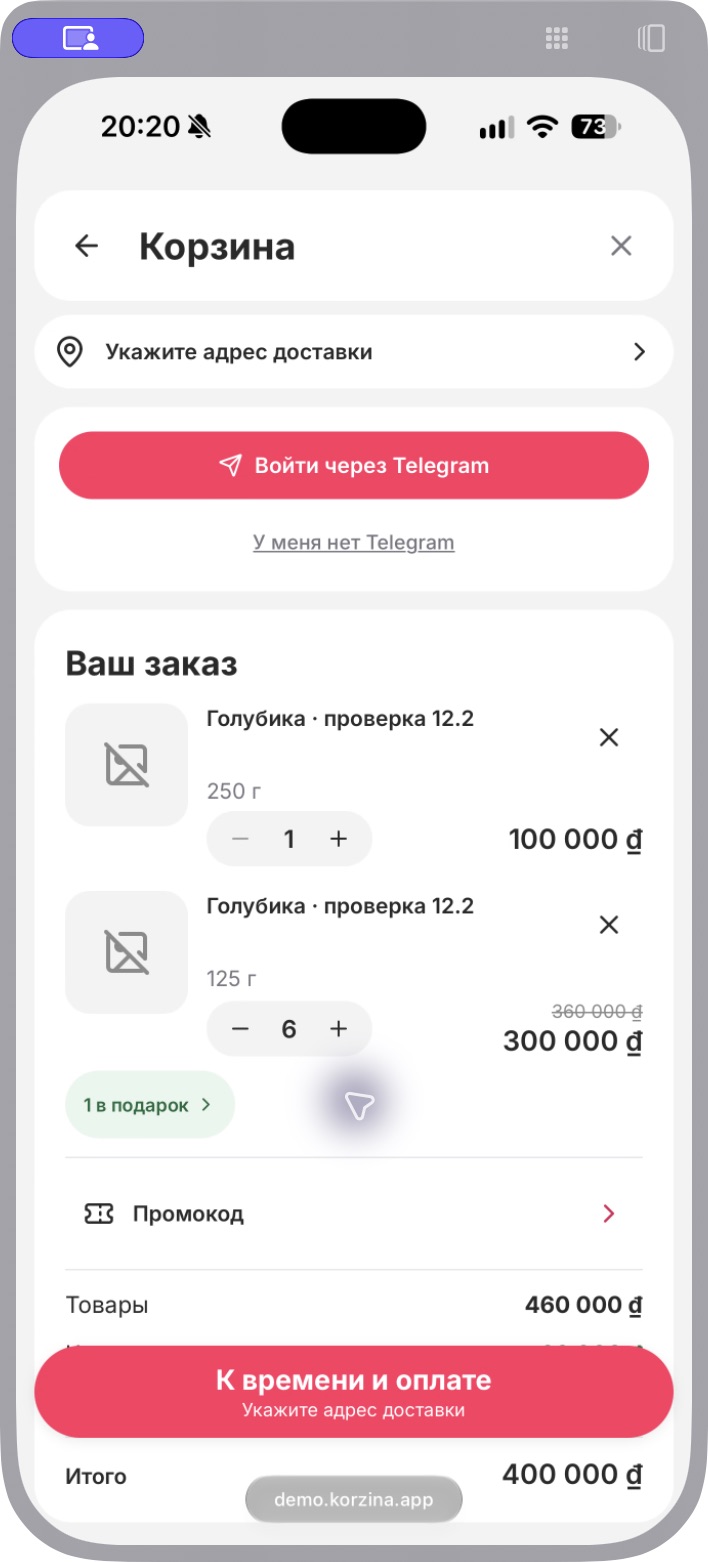 20:20
73
Корзина
Укажите адрес доставки
Войти через Telegram
У меня нет Telegram
Ваш заказ
Голубика · проверка 12.2
250 г
1
100 000 ₫
Голубика · проверка 12.2
125 г
360 000 ₫
6
300 000 ₫
1 в подарок
Промокод
Товары
460 000 ₫
К времени и оплате
Укажите адрес доставки
Итого
400 000 ₫
demo.korzina.app